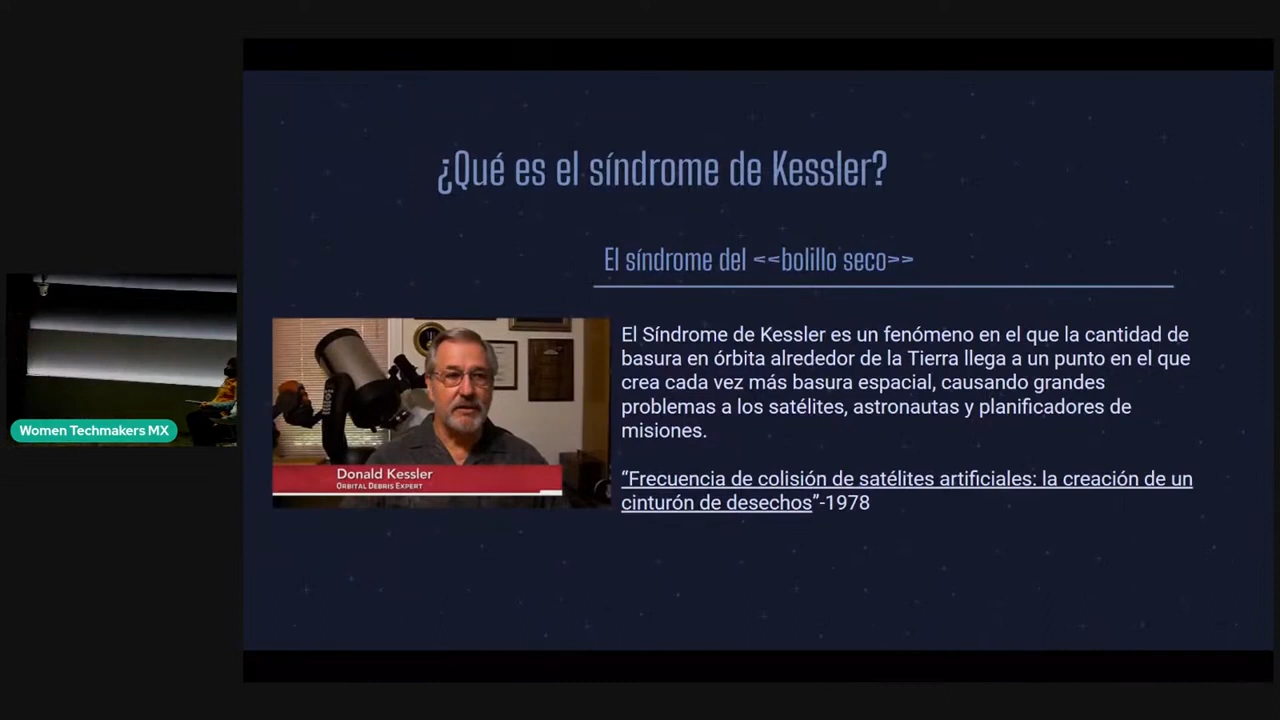 ¿Qué es el síndrome de Kessler?
El síndrome del <<bolillo seco>>
El Síndrome de Kessler es un fenómeno en el que la cantidad de
basura en órbita alrededor de la Tierra llega a un punto en el que
crea cada vez más basura espacial, causando grandes
problemas a los satélites, astronautas y planificadores de
misiones.
“Frecuencia de colisión de satélites artificiales: la creación de un
cinturón de desechos”-1978
Donald Kessler
ORBITAL DEBRIS EXPERT
Women Techmakers MX